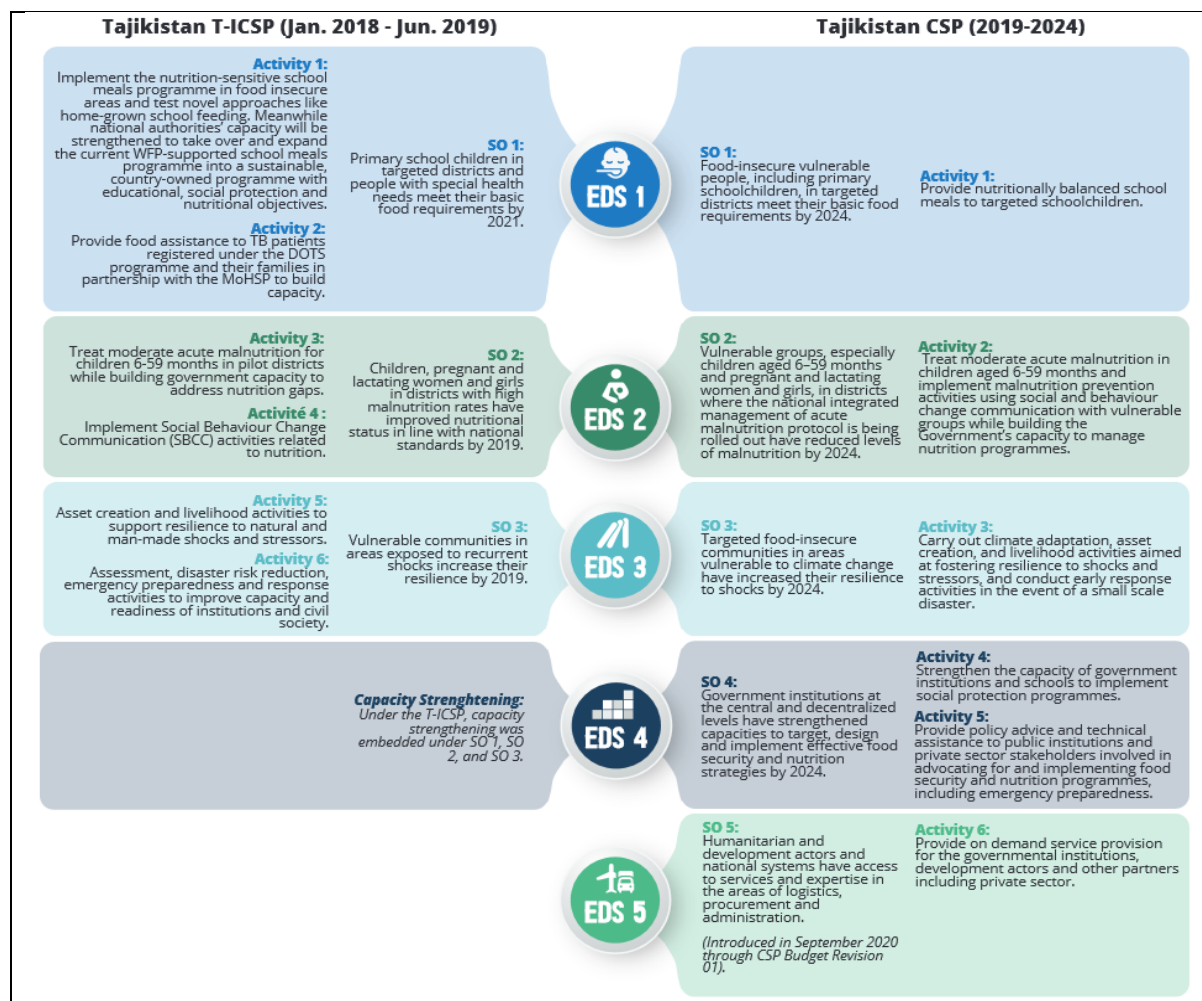 Tajikistan T-ICSP (Jan. 2018 - Jun. 2019)
Activity 1:
Implement the nutrition-sensitive school
meals programme in food insecure
areas and test novel approaches like
home-grown school feeding. Meanwhile
national authorities’ capacity will be
strengthened to take over and expand
the current WFP-supported school meals
programme into a sustainable,
country-owned programme with
educational, social protection and
nutritional objectives.
Activity 2:
Provide food assistance to TB patients
registered under the DOTS
programme and their families in
partnership with the MoHSP to build
capacity.
SO 1:
Primary school children in
targeted districts and
people with special health
needs meet their basic
food requirements by
2021.
EDS 1
Tajikistan CSP (2019-2024)
SO 1:
Food-insecure vulnerable
people, including primary
schoolchildren, in targeted
districts meet their basic food
requirements by 2024.
Activity 1:
Provide nutritionally balanced school
meals to targeted schoolchildren.
Activity 3:
Treat moderate acute malnutrition for
children 6-59 months in pilot districts
while building government capacity to
address nutrition gaps.
Activité 4 :
Implement Social Behaviour Change
Communication (SBCC) activities related
to nutrition.
SO 2:
Children, pregnant and
lactating women and girls
in districts with high
malnutrition rates have
improved nutritional
status in line with national
standards by 2019.
EDS 2
SO 2:
Vulnerable groups, especially
children aged 6–59 months
and pregnant and lactating
women and girls, in districts
where the national integrated
management of acute
malnutrition protocol is being
rolled out have reduced levels
of malnutrition by 2024.
Activity 2:
Treat moderate acute malnutrition in
children aged 6-59 months and
implement malnutrition prevention
activities using social and behaviour
change communication with vulnerable
groups while building the
Government’s capacity to manage
nutrition programmes.
Activity 5:
Asset creation and livelihood activities to
support resilience to natural and
man-made shocks and stressors.
Activity 6:
Assessment, disaster risk reduction,
emergency preparedness and response
activities to improve capacity and
readiness of institutions and civil
society.
SO 3:
Vulnerable communities in
areas exposed to recurrent
shocks increase their
resilience by 2019.
EDS 3
SO 3:
Targeted food-insecure
communities in areas
vulnerable to climate change
have increased their resilience
to shocks by 2024.
Activity 3:
Carry out climate adaptation, asset
creation, and livelihood activities aimed
at fostering resilience to shocks and
stressors, and conduct early response
activities in the event of a small scale
disaster.
Capacity Strenghtening:
Under the T-ICSP, capacity
strengthening was
embedded under SO 1, SO
2, and SO 3.
EDS 4
SO 4:
Government institutions at
the central and decentralized
levels have strengthened
capacities to target, design
and implement effective food
security and nutrition
strategies by 2024.
Activity 4:
Strengthen the capacity of government
institutions and schools to implement
social protection programmes.
Activity 5:
Provide policy advice and technical
assistance to public institutions and
private sector stakeholders involved in
advocating for and implementing food
security and nutrition programmes,
including emergency preparedness.
EDS 5
SO 5:
Humanitarian and
development actors and
national systems have access
to services and expertise in
the areas of logistics,
procurement and
administration.
(Introduced in September 2020
through CSP Budget Revision
01).
Activity 6:
Provide on demand service provision
for the governmental institutions,
development actors and other partners
including private sector.